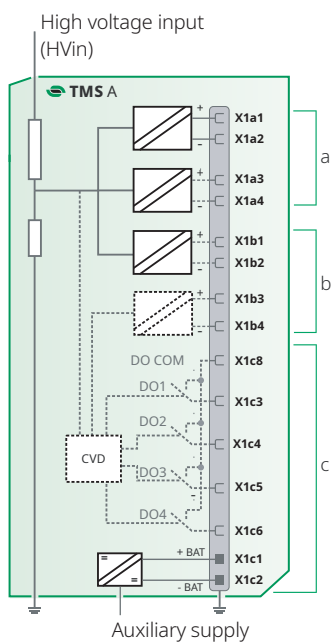 High voltage input
(HVin)
TMS A
+
X1a1
-
X1a2
a
+
X1a3
-
X1a4
+
X1b1
-
X1b2
b
+
X1b3
-
X1b4
DO COM
X1c8
DO1
X1c3
DO2
X1c4
c
CVD
DO3
-
X1c5
DO4
X1c6
+ BAT
X1c1
=
=
- BAT
X1c2
Auxiliary supply